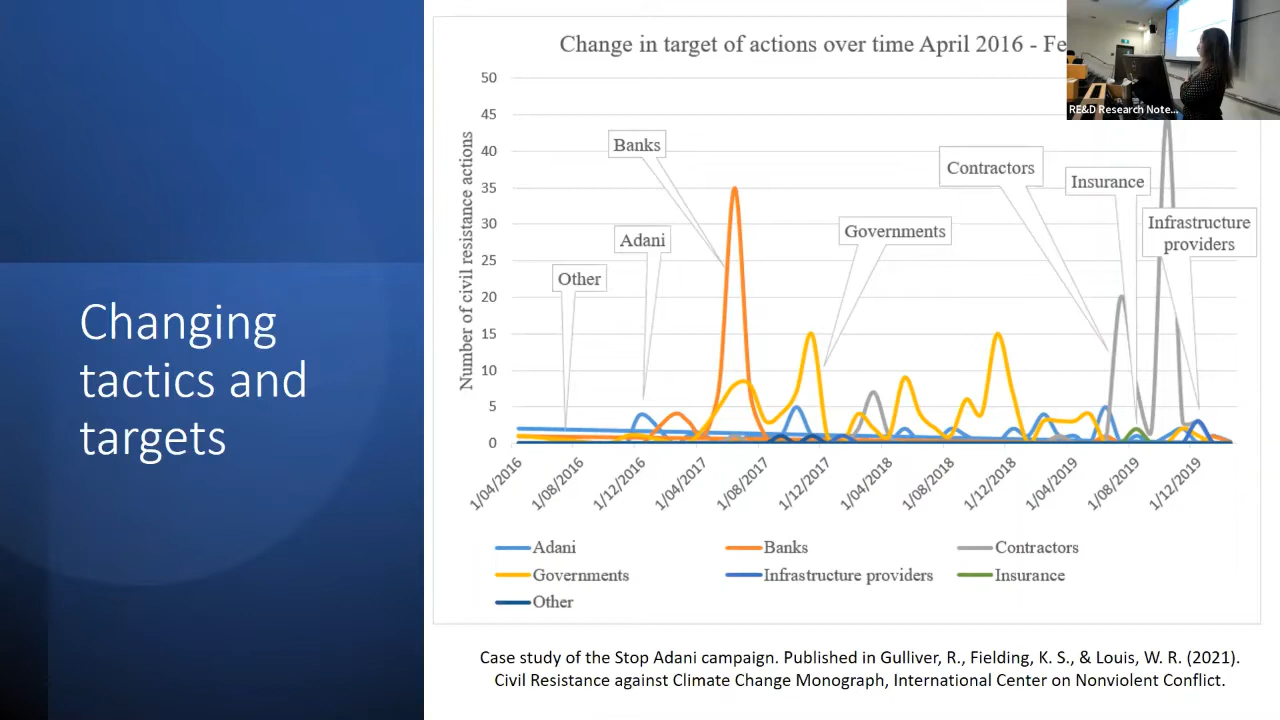 Changing
tactics and
targets
Change in target of actions over time April 2016 - Fe
RE&D Research Note...
Number of civil resistance actions
50
45
40
35
30
25
20
15
10
5
0
Banks
Adani
Other
Governments
Contractors
Insurance
Infrastructure
providers
1/04/2016
1/08/2016
1/12/2016
1/04/2017
1/08/2017
1/12/2017
1/04/2018
1/08/2018
1/12/2018
1/04/2019
1/08/2019
1/12/2019
Adani Banks Contractors
Governments Infrastructure providers Insurance
Other
Case study of the Stop Adani campaign. Published in Gulliver, R., Fielding, K. S., & Louis, W. R. (2021).
Civil Resistance against Climate Change Monograph, International Center on Nonviolent Conflict.